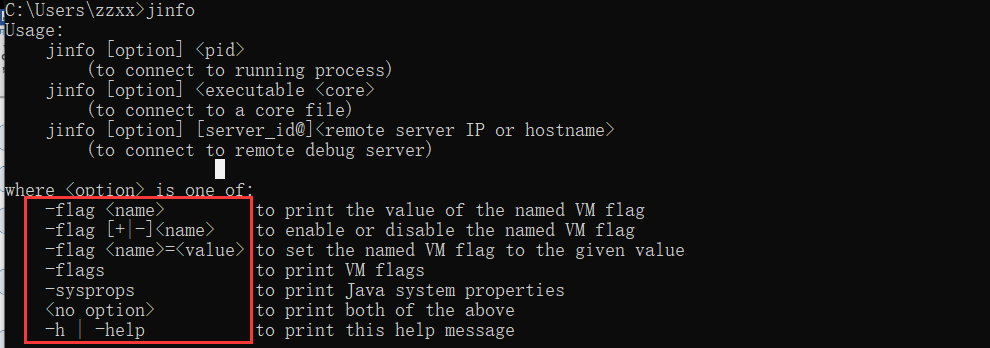 C:\Users\zzxx>jinfo
Usage:
    jinfo [option] <pid>
        (to connect to running process)
    jinfo [option] <executable <core>
        (to connect to a core file)
    jinfo [option] [server_id@]<remote server IP or hostname>
        (to connect to remote debug server)
where <option> is one of:
    -flag <name>         to print the value of the named VM flag
    -flag [+|-]<name>    to enable or disable the named VM flag
    -flag <name>=<value> to set the named VM flag to the given value
    -flags               to print VM flags
    -sysprops            to print Java system properties
    <no option>          to print both of the above
    -h | -help           to print this help message